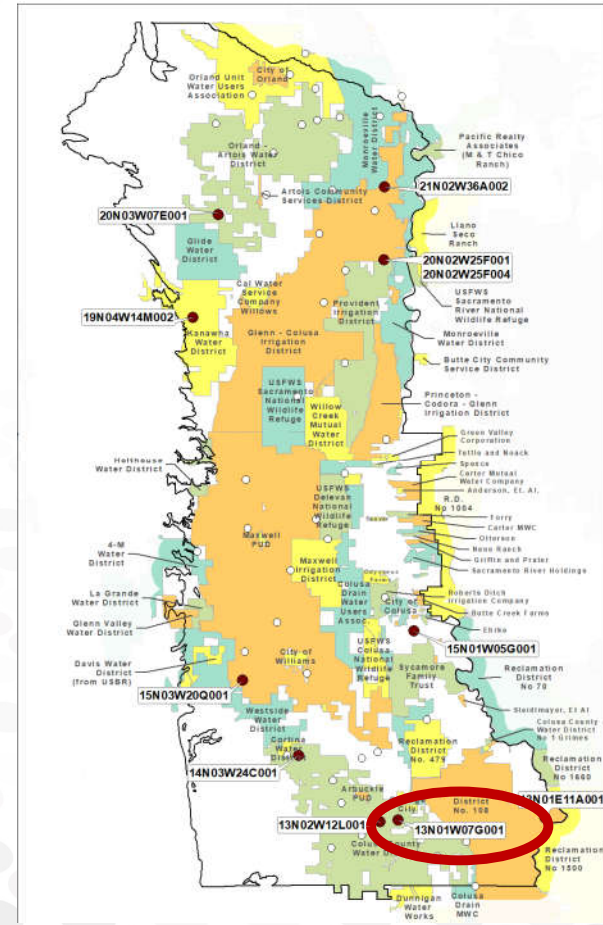 City of
Orland
Orland Unit
Water Users
Association
Orland -
Artois Water
District
Monroeville
Water District
Pacific Realty
Associates
(M & T Chico
Ranch)
Artois Community
Services District
21N02W36A002
20N03W07E001
Llano
Seco
Ranch
Glide
Water
District
20N02W25F001
20N02W25F004
Cal Water
Service
Company
Willows
USFWS
Sacramento
River National
Wildlife Refuge
Provident
Irrigation
District
19N04W14M002
Kanawha
Water
District
Glenn - Colusa
Irrigation
District
Monroeville
Water District
Butte City Community
Service District
USFWS
Sacramento
National
Wildlife
Refuge
Willow
Creek
Mutual
Water
District
Princeton -
Codora - Glenn
Irrigation District
Green Valley
Corporation
Tuttle and Noack
Spence
Carter Mutual
Water Company
Anderson, Et. Al.
R.D.
No 1004
Holthouse
Water District
USFWS
Delevan
National
Wildlife
Refuge
Forry
Carter MWC
Otterson
Nene Ranch
Griffin and Prater
Sacramento River Holdings
Maxwell
PUD
4-M
Water
District
Maxwell
Irrigation
District
Colusa
Drain
Water
Users
Assoc.
Roberts Ditch
Irrigation Company
City of
Colusa
Butte Creek Farms
Ehrke
La Grande
Water District
Glenn Valley
Water District
15N01W05G001
Davis Water
District
(from USBR)
City of
Williams
USFWS
Colusa
National
Wildlife
Refuge
Sycamore
Family
Trust
Reclamation
District
No 70
15N03W20Q001
Westside
Water
District
Steidlmayer, Et Al
Colusa County
Water District
No 1 Grimes
Cortina
Water
District
Reclamation
District
No. 479
Reclamation
District
No 1660
14N03W24C001
Arbuckle
PUD
City
District
No. 108
13N02W12L001
13N01W07G001
Colusa County
Water District
Reclamation
District
No 1500
Dunnigan
Water
Works
Colusa
Drain
MWC